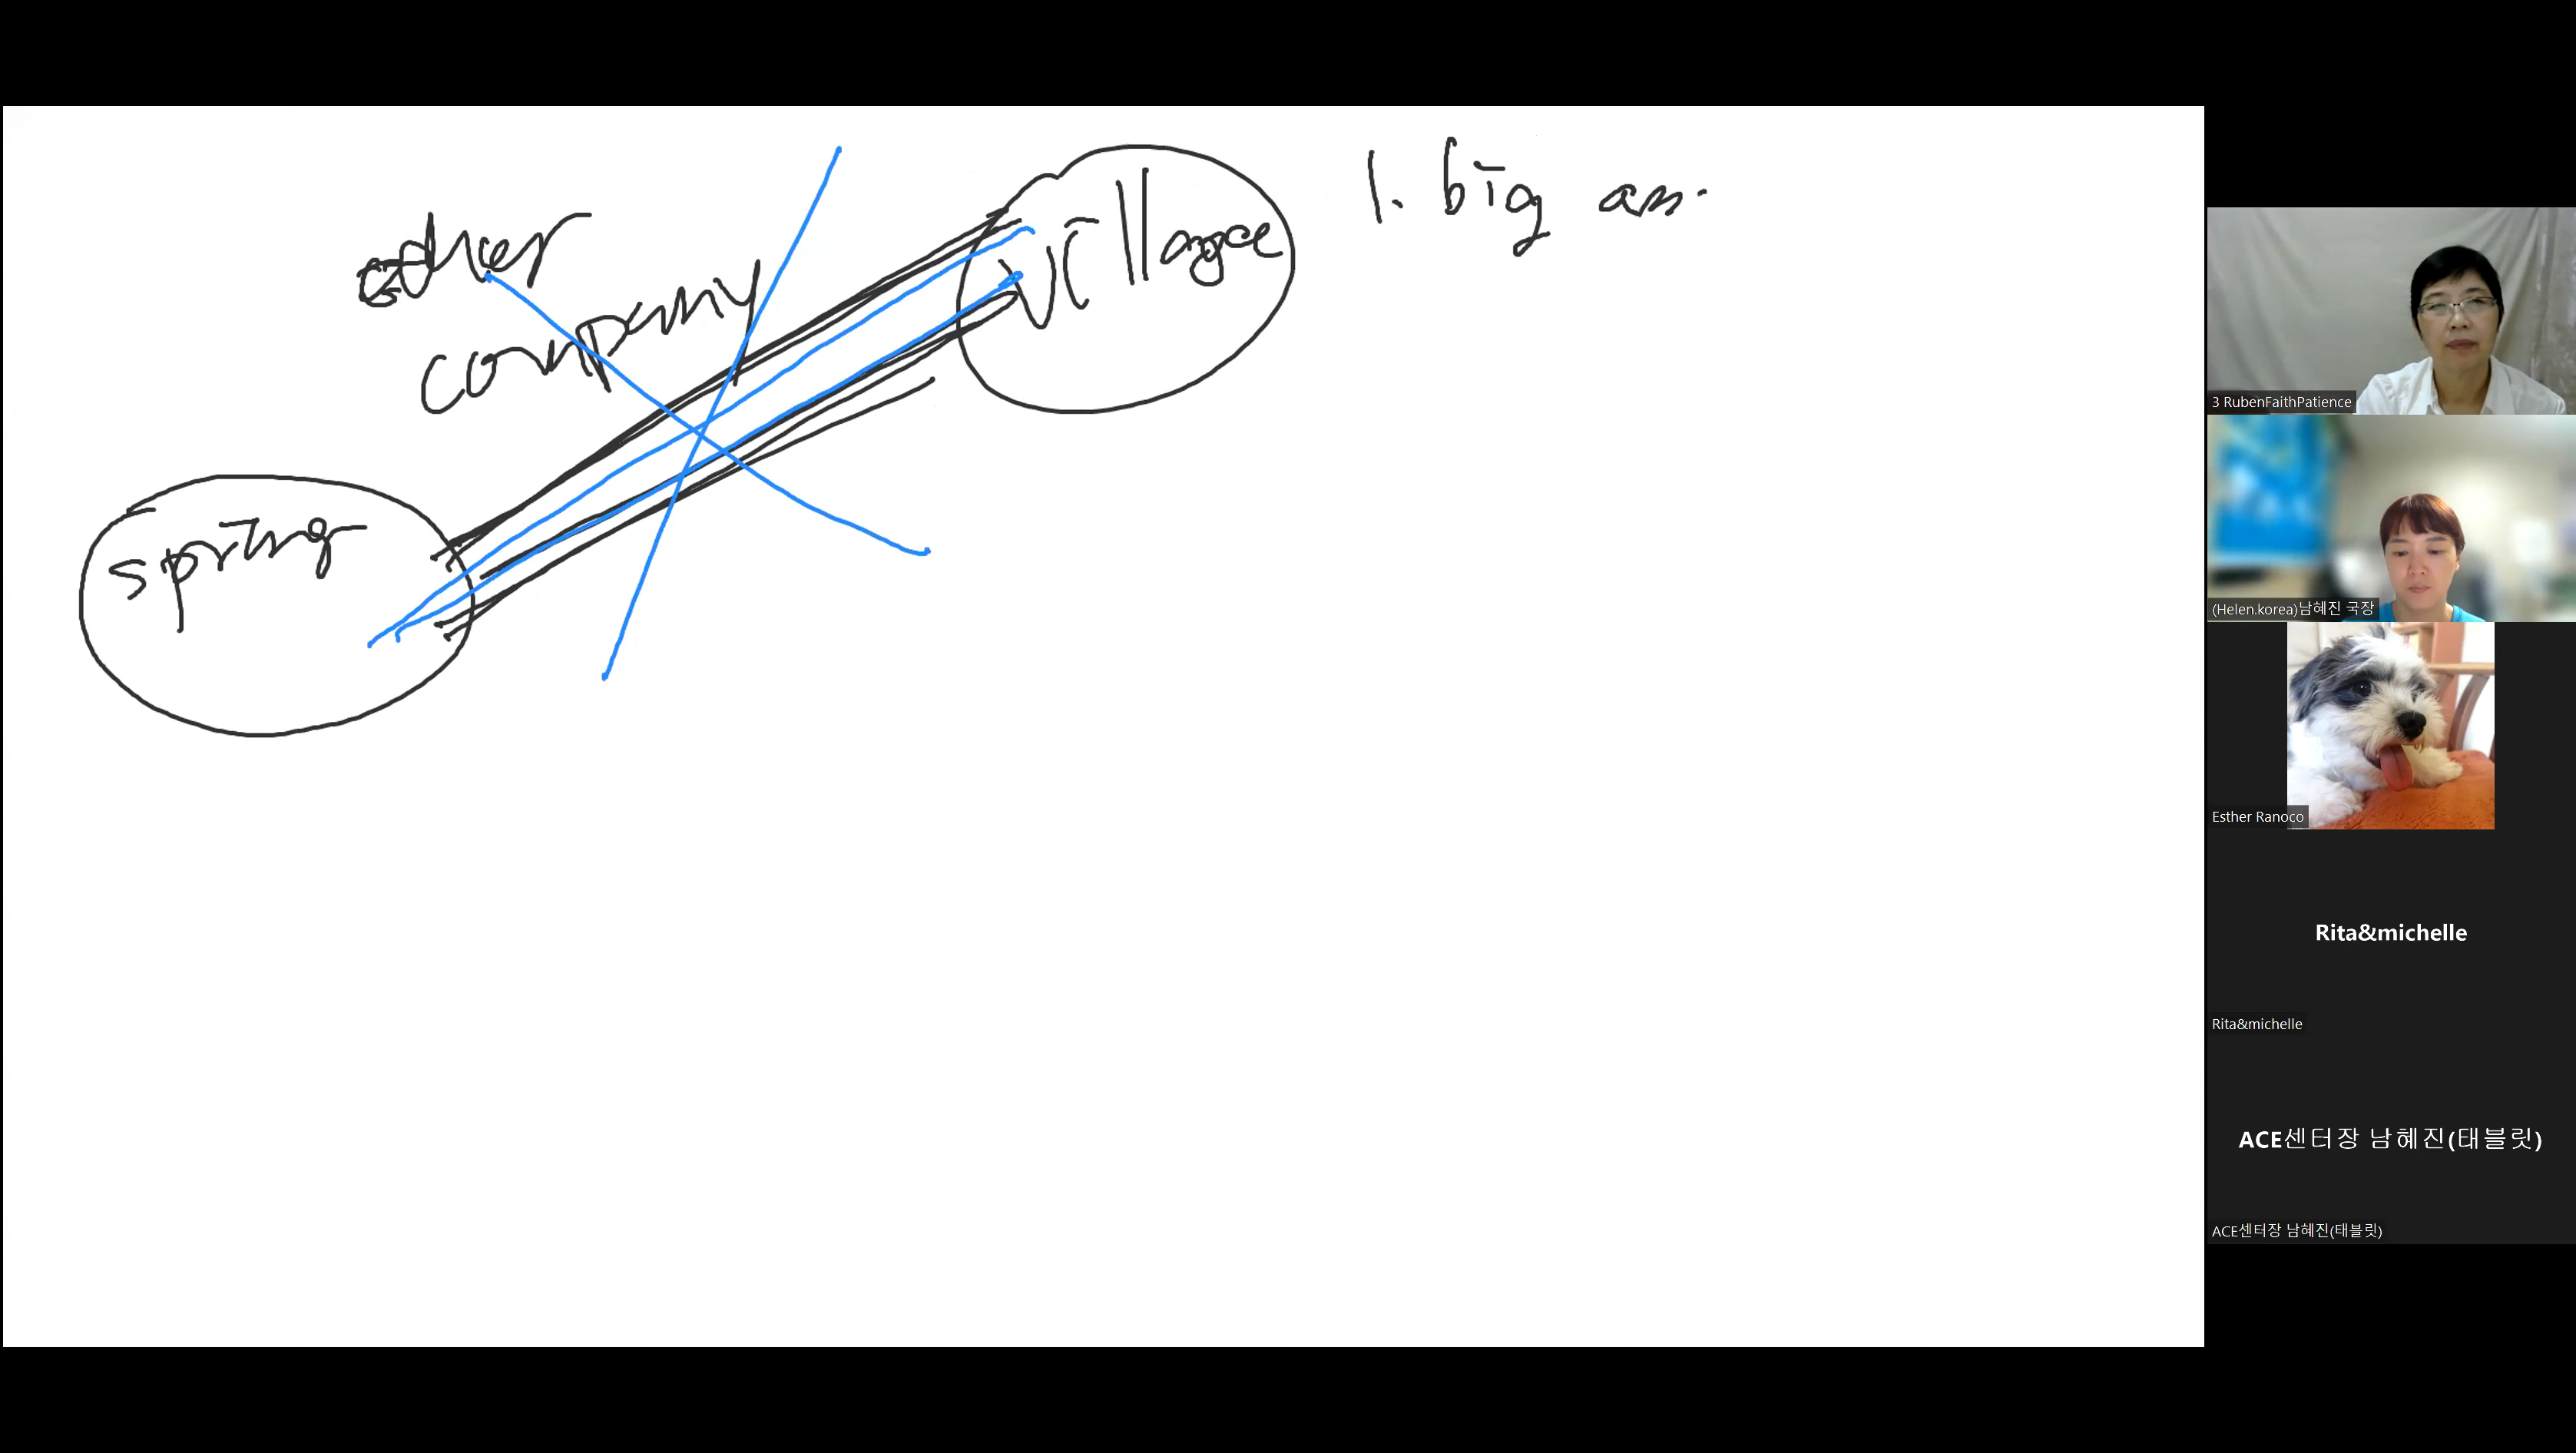 other
company
village
1. big am.
spring
3 RubenFaithPatience
(Helen.korea)남혜진 국장
Esther Ranoco
Rita&michelle
Rita&michelle
ACE센터장 남혜진(태블릿)
ACE센터장 남혜진(태블릿)